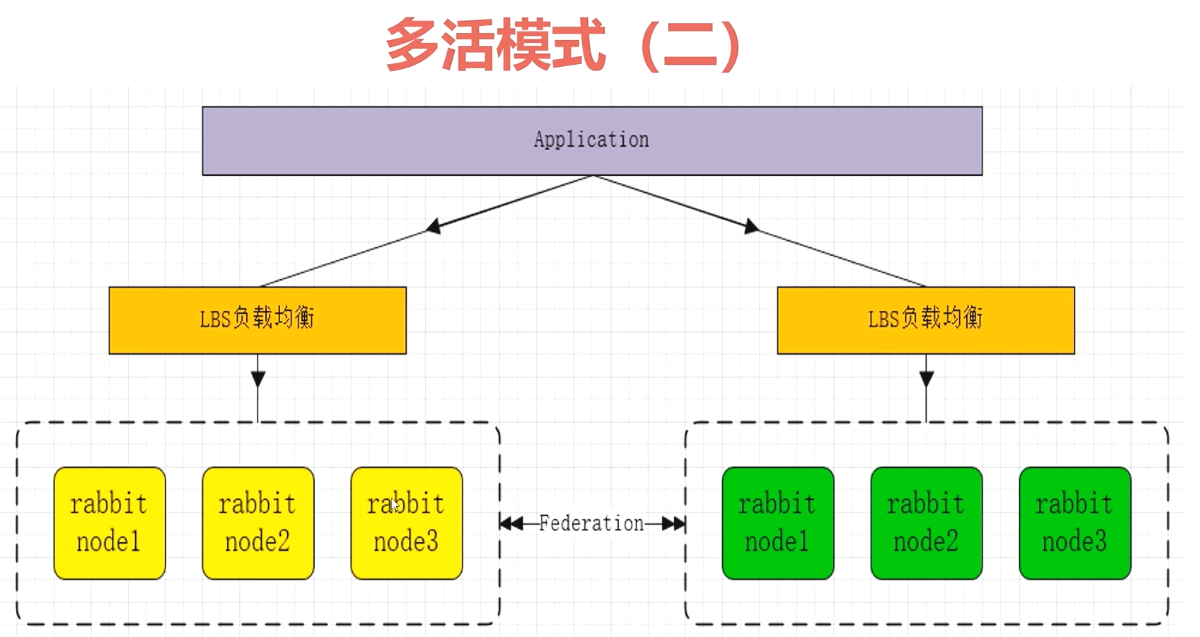 多活模式（二）
Application
LBS负载均衡
LBS负载均衡
rabbit
node1
rabbit
node2
rabbit
node3
Federation
rabbit
node1
rabbit
node2
rabbit
node3